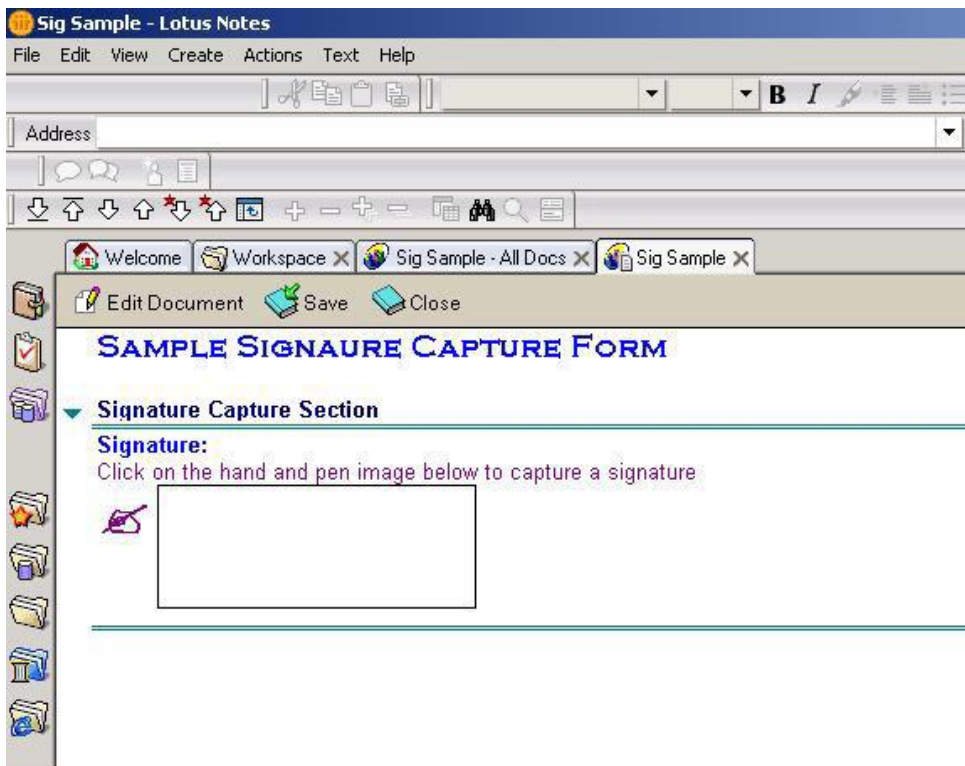 Sig Sample - Lotus Notes
File Edit View Create Actions Text Help
B I
Address
Welcome Workspace Sig Sample - All Docs Sig Sample
Edit Document Save Close
SAMPLE SIGNAURE CAPTURE FORM
Signature Capture Section
Signature:
Click on the hand and pen image below to capture a signature